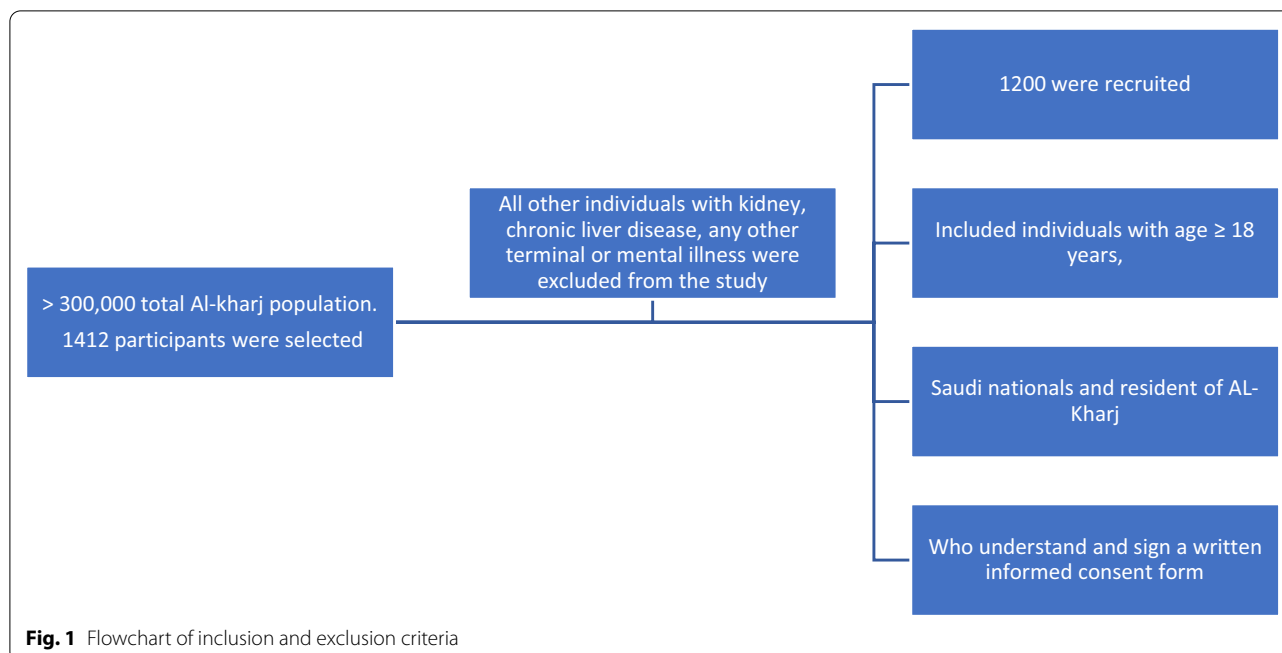 > 300,000 total Al-kharj population.
1412 participants were selected
All other individuals with kidney,
chronic liver disease, any other
terminal or mental illness were
excluded from the study
1200 were recruited
Included individuals with age ≥ 18
years,
Saudi nationals and resident of AL-
Kharj
Who understand and sign a written
informed consent form
Fig. 1 Flowchart of inclusion and exclusion criteria